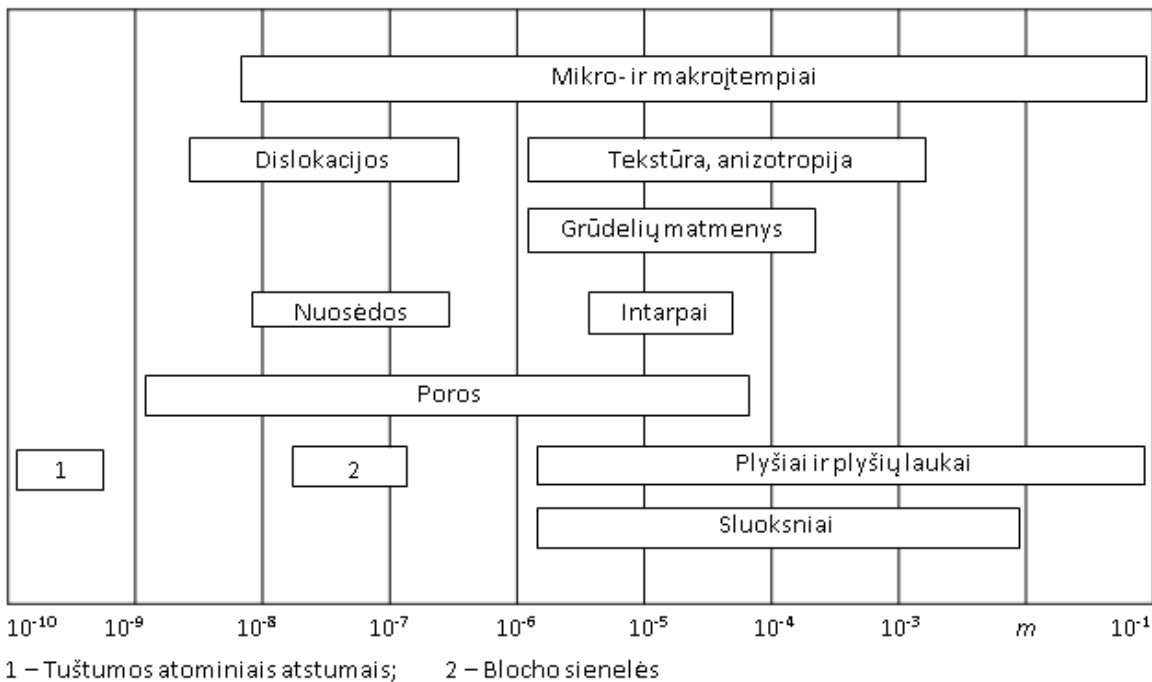 Mikro- ir makroįtempiai
Dislokacijos
Tekstūra, anizotropija
Grūdelių matmenys
Nuosėdos
Intarpai
Poros
1
2
Plyšiai ir plyšių laukai
Sluoksniai
10⁻¹⁰ 10⁻⁹ 10⁻⁸ 10⁻⁷ 10⁻⁶ 10⁻⁵ 10⁻⁴ 10⁻³ m 10⁻¹
1 – Tuštumos atominiais atstumais; 2 – Blocho sienelės